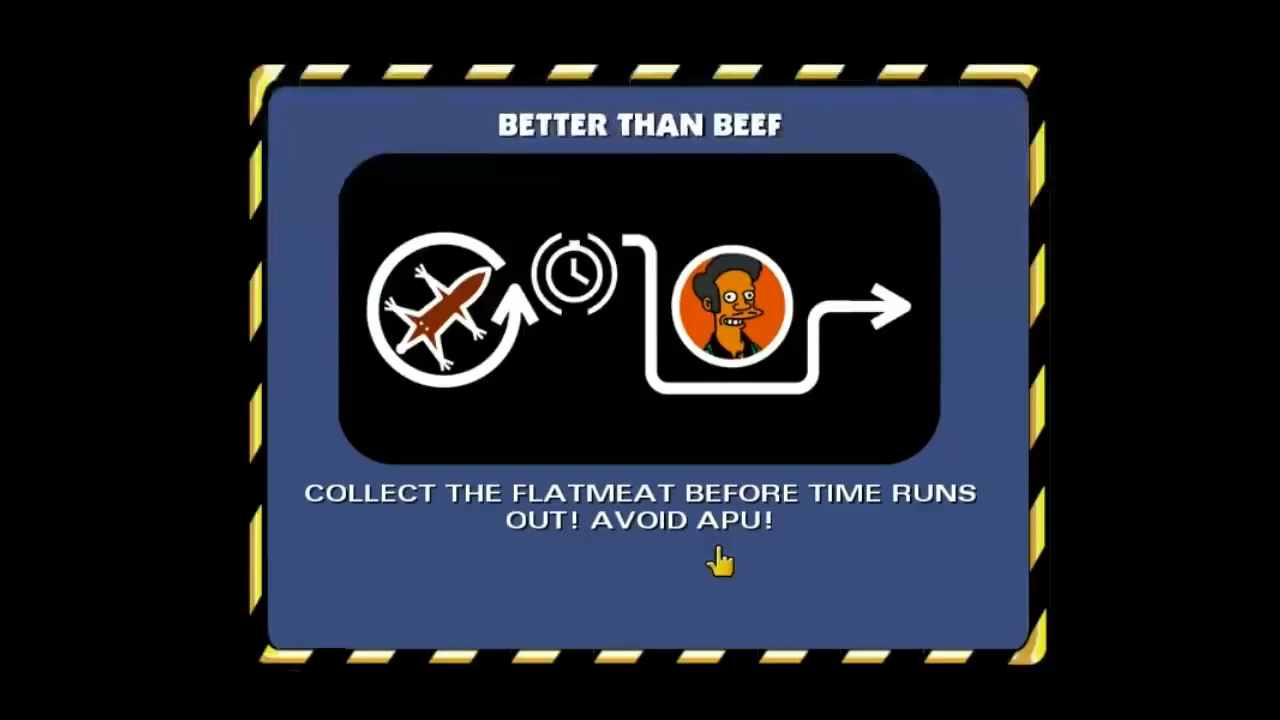 BETTER THAN BEEF
COLLECT THE FLATMEAT BEFORE TIME RUNS
OUT! AVOID APU!